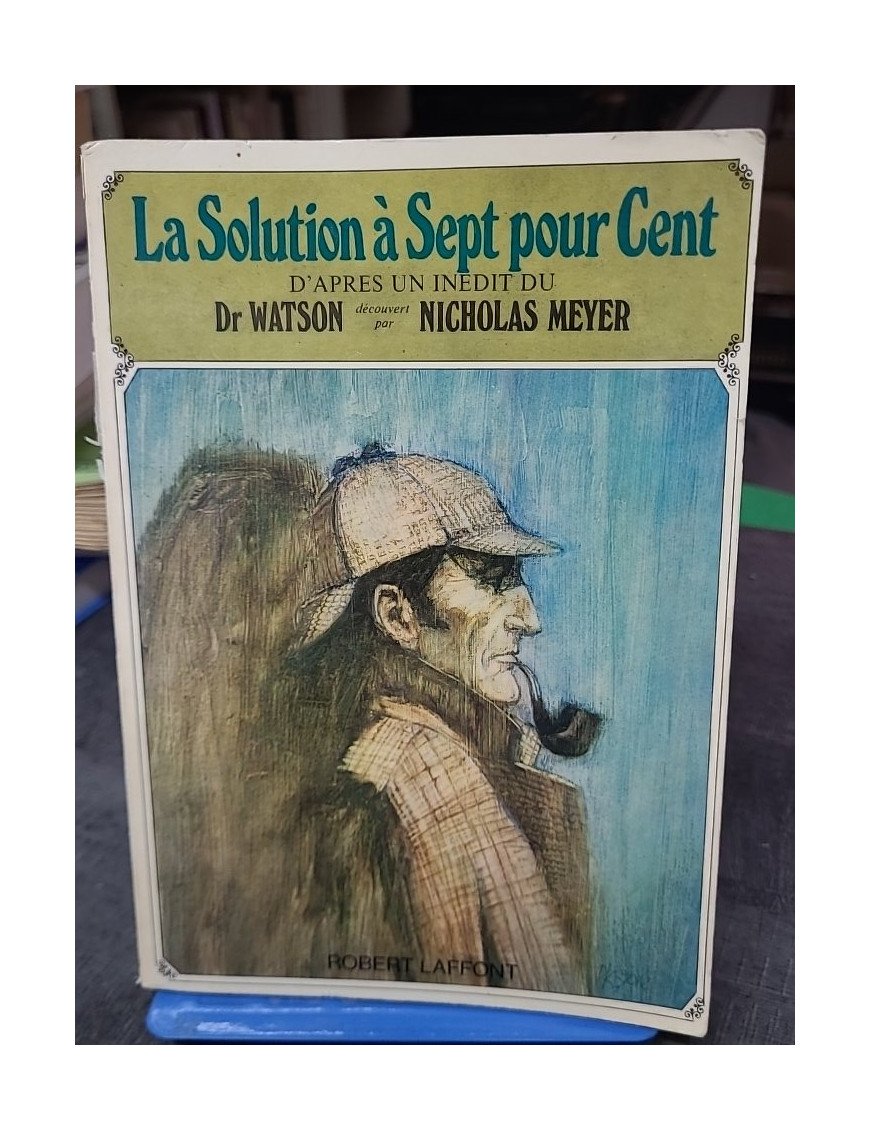 La Solution à Sept pour Cent
D'APRES UN INEDIT DU
Dr WATSON découvert par NICHOLAS MEYER
ROBERT LAFFONT